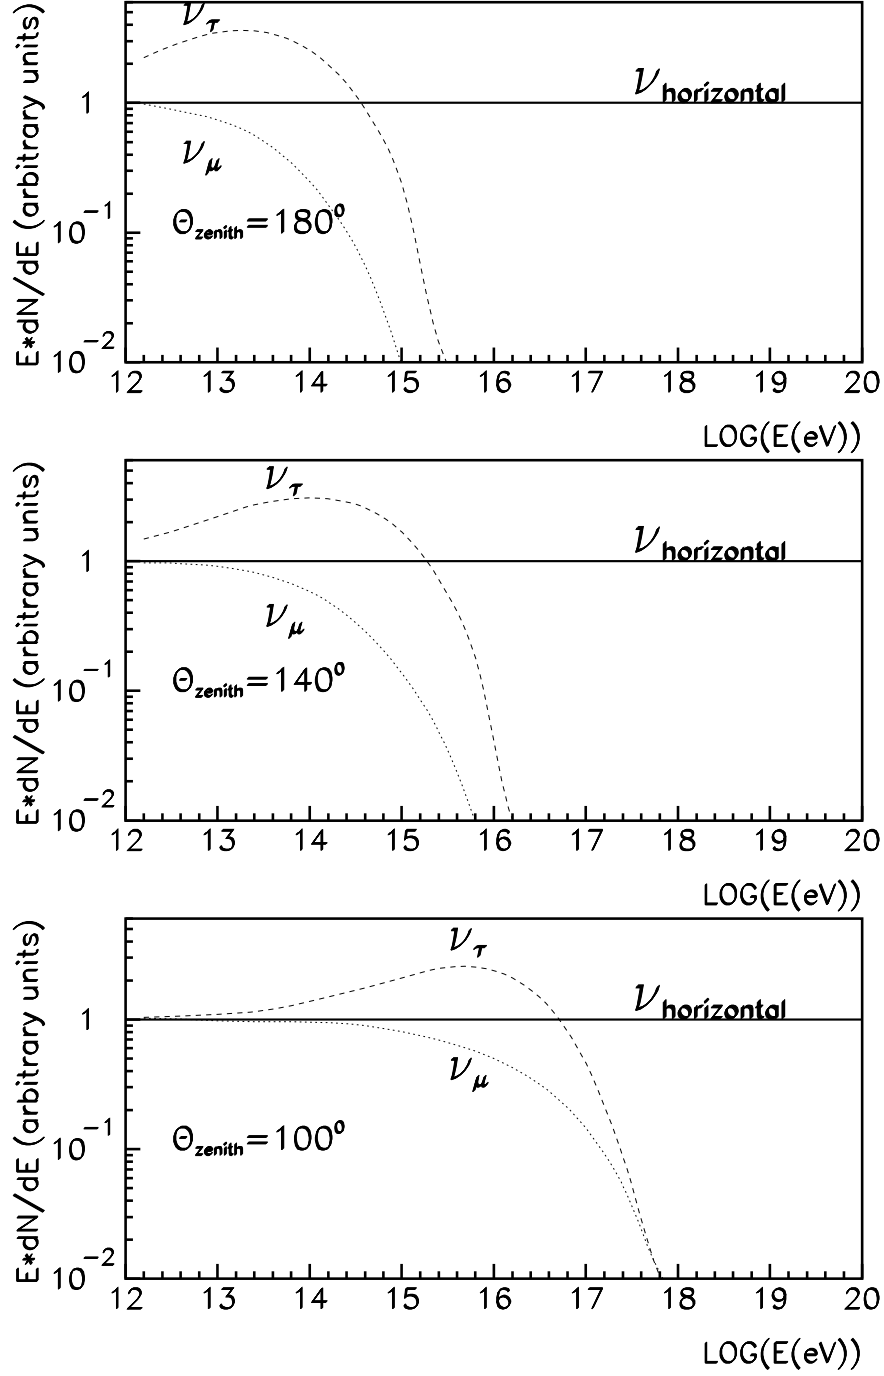 E*dN/dE (arbitrary units)
ν_τ
ν_horizontal
1
ν_μ
Θ_zenith=180⁰
10⁻¹
10⁻²
12 13 14 15 16 17 18 19 20
LOG(E(eV))
E*dN/dE (arbitrary units)
ν_τ
ν_horizontal
1
ν_μ
Θ_zenith=140⁰
10⁻¹
10⁻²
12 13 14 15 16 17 18 19 20
LOG(E(eV))
E*dN/dE (arbitrary units)
ν_τ
ν_horizontal
1
ν_μ
Θ_zenith=100⁰
10⁻¹
10⁻²
12 13 14 15 16 17 18 19 20
LOG(E(eV))